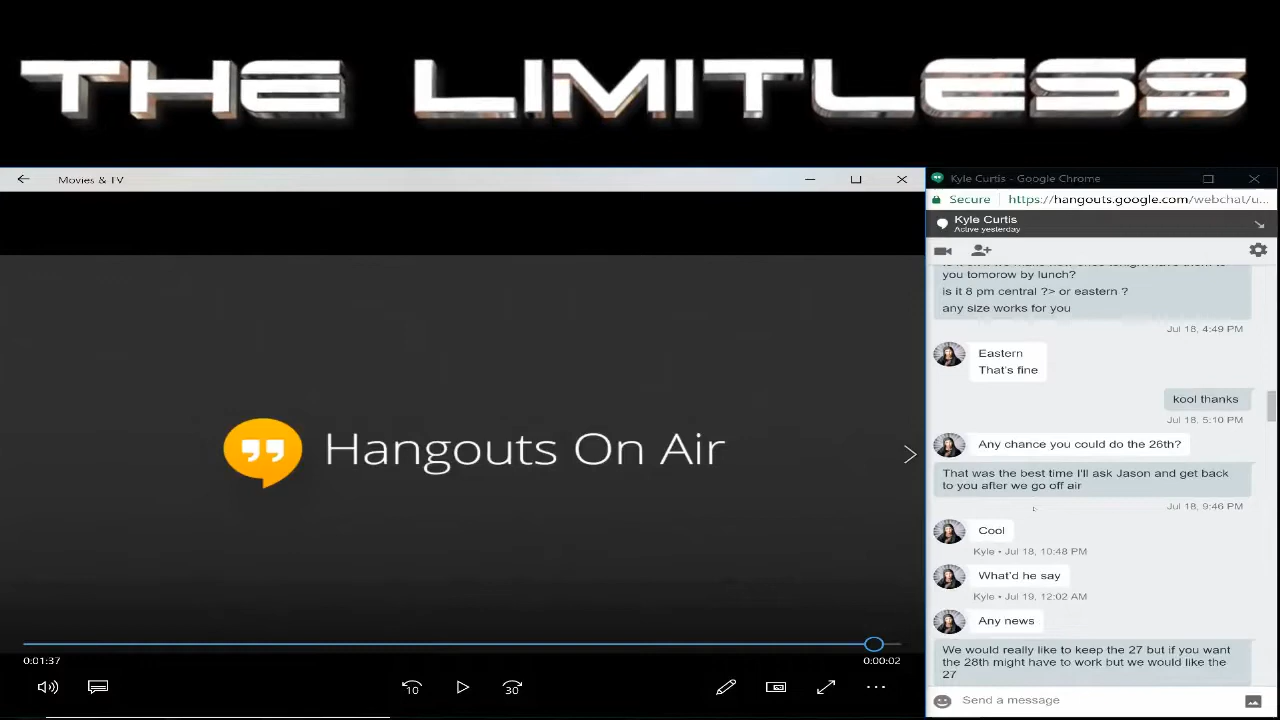 THE LIMITLESS
Movies & TV
Hangouts On Air
0:01:37
0:00:02
10
30
Kyle Curtis - Google Chrome
Secure
https://hangouts.google.com/webchat/u...
Kyle Curtis
Active yesterday
you tomorow by lunch?
is it 8 pm central ?> or eastern ?
any size works for you
Jul 18, 4:49 PM
Eastern
That's fine
kool thanks
Jul 18, 5:10 PM
Any chance you could do the 26th?
That was the best time I'll ask Jason and get back
to you after we go off air
Jul 18, 9:46 PM
Cool
Kyle • Jul 18, 10:48 PM
What'd he say
Kyle • Jul 19, 12:02 AM
Any news
We would really like to keep the 27 but if you want
the 28th might have to work but we would like the
27
Send a message